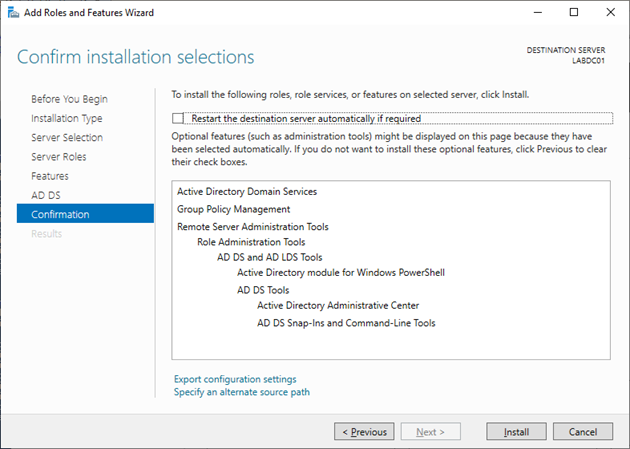 Add Roles and Features Wizard
Confirm installation selections
DESTINATION SERVER
LABDC01
Before You Begin
Installation Type
Server Selection
Server Roles
Features
AD DS
Confirmation
Results
To install the following roles, role services, or features on selected server, click Install.
Restart the destination server automatically if required
Optional features (such as administration tools) might be displayed on this page because they have
been selected automatically. If you do not want to install these optional features, click Previous to clear
their check boxes.
Active Directory Domain Services
Group Policy Management
Remote Server Administration Tools
Role Administration Tools
AD DS and AD LDS Tools
Active Directory module for Windows PowerShell
AD DS Tools
Active Directory Administrative Center
AD DS Snap-Ins and Command-Line Tools
Export configuration settings
Specify an alternate source path
< Previous
Next >
Install
Cancel